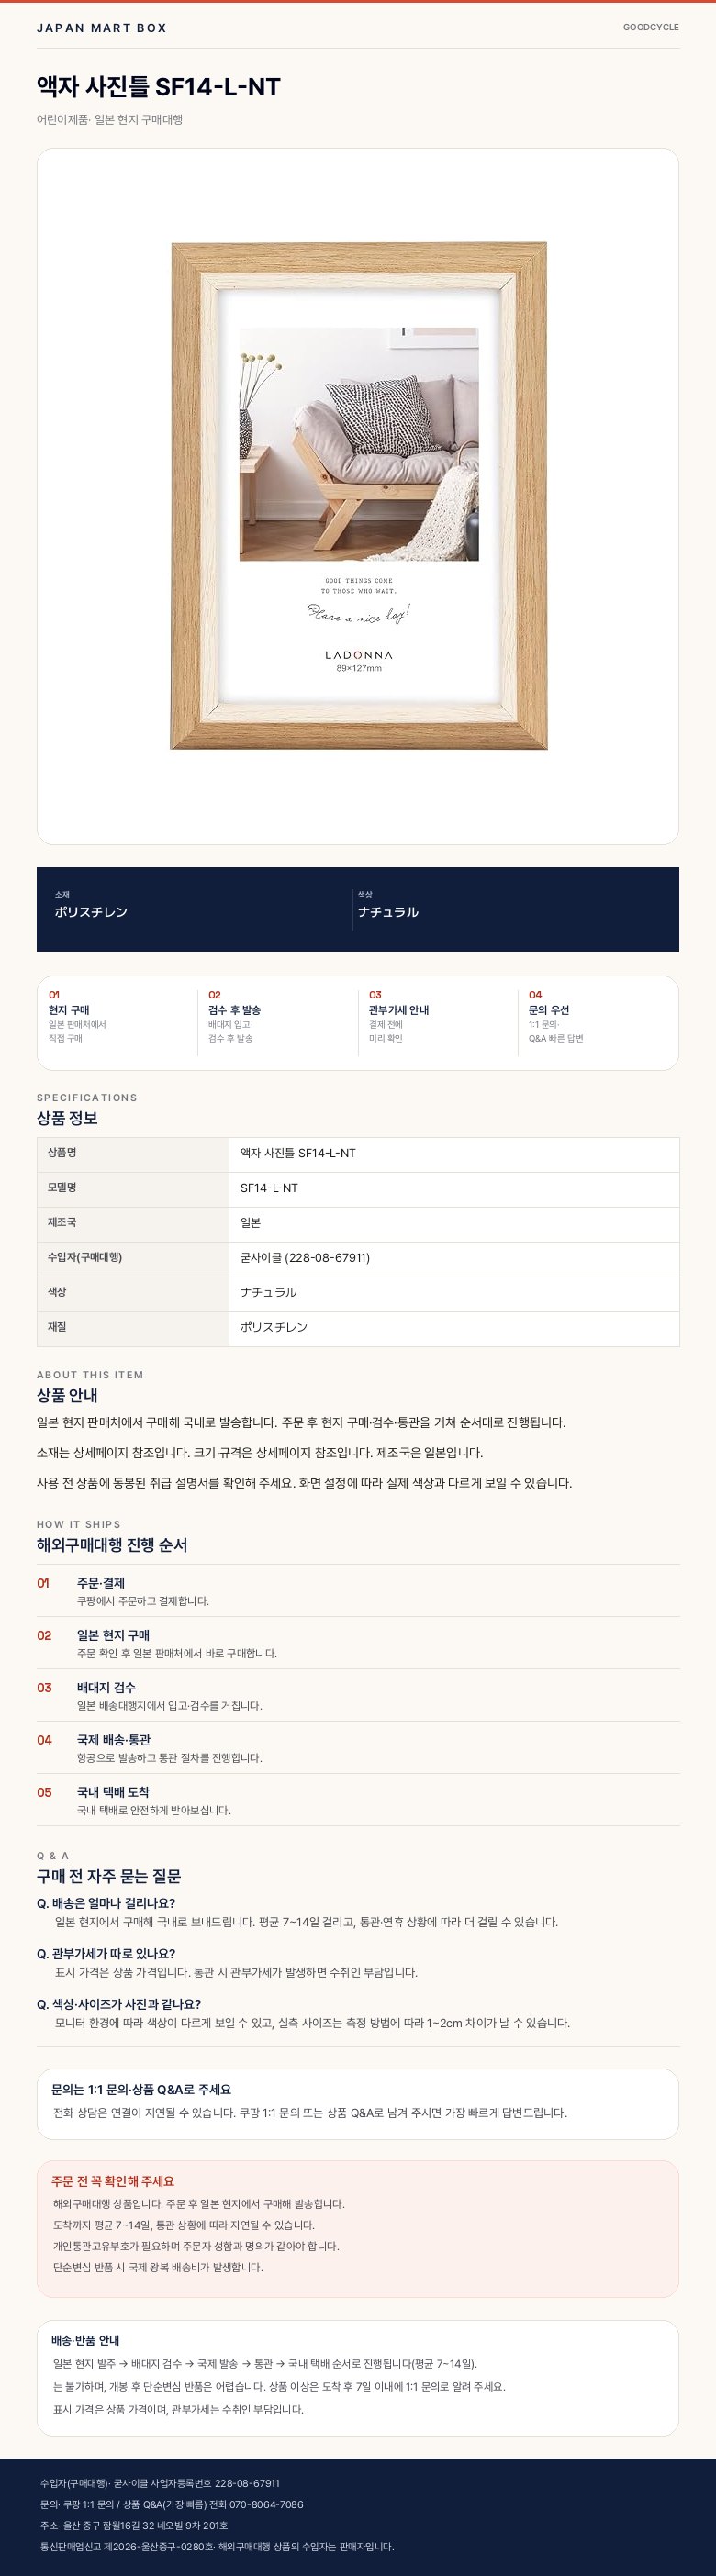 JAPAN MART BOX
GOODCYCLE
액자 사진틀 SF14-L-NT
어린이제품· 일본 현지 구매대행
GOOD THINGS COME
TO THOSE WHO WAIT.
Have a nice day!
LADONNA
89×127mm
소재
ポリスチレン
색상
ナチュラル
01
현지 구매
일본 판매처에서
직접 구매
02
검수 후 발송
배대지 입고·
검수 후 발송
03
관부가세 안내
결제 전에
미리 확인
04
문의 우선
1:1 문의·
Q&A 빠른 답변
SPECIFICATIONS
상품 정보
상품명 액자 사진틀 SF14-L-NT
모델명 SF14-L-NT
제조국 일본
수입자(구매대행) 굳사이클 (228-08-67911)
색상 ナチュラル
재질 ポリスチレン
ABOUT THIS ITEM
상품 안내
일본 현지 판매처에서 구매해 국내로 발송합니다. 주문 후 현지 구매·검수·통관을 거쳐 순서대로 진행됩니다.
소재는 상세페이지 참조입니다. 크기·규격은 상세페이지 참조입니다. 제조국은 일본입니다.
사용 전 상품에 동봉된 취급 설명서를 확인해 주세요. 화면 설정에 따라 실제 색상과 다르게 보일 수 있습니다.
HOW IT SHIPS
해외구매대행 진행 순서
01 주문·결제
쿠팡에서 주문하고 결제합니다.
02 일본 현지 구매
주문 확인 후 일본 판매처에서 바로 구매합니다.
03 배대지 검수
일본 배송대행지에서 입고·검수를 거칩니다.
04 국제 배송·통관
항공으로 발송하고 통관 절차를 진행합니다.
05 국내 택배 도착
국내 택배로 안전하게 받아보십니다.
Q & A
구매 전 자주 묻는 질문
Q. 배송은 얼마나 걸리나요?
일본 현지에서 구매해 국내로 보내드립니다. 평균 7~14일 걸리고, 통관·연휴 상황에 따라 더 걸릴 수 있습니다.
Q. 관부가세가 따로 있나요?
표시 가격은 상품 가격입니다. 통관 시 관부가세가 발생하면 수취인 부담입니다.
Q. 색상·사이즈가 사진과 같나요?
모니터 환경에 따라 색상이 다르게 보일 수 있고, 실측 사이즈는 측정 방법에 따라 1~2cm 차이가 날 수 있습니다.
문의는 1:1 문의·상품 Q&A로 주세요
전화 상담은 연결이 지연될 수 있습니다. 쿠팡 1:1 문의 또는 상품 Q&A로 남겨 주시면 가장 빠르게 답변드립니다.
주문 전 꼭 확인해 주세요
해외구매대행 상품입니다. 주문 후 일본 현지에서 구매해 발송합니다.
도착까지 평균 7~14일, 통관 상황에 따라 지연될 수 있습니다.
개인통관고유부호가 필요하며 주문자 성함과 명의가 같아야 합니다.
단순변심 반품 시 국제 왕복 배송비가 발생합니다.
배송·반품 안내
일본 현지 발주 → 배대지 검수 → 국제 발송 → 통관 → 국내 택배 순서로 진행됩니다(평균 7~14일).
는 불가하며, 개봉 후 단순변심 반품은 어렵습니다. 상품 이상은 도착 후 7일 이내에 1:1 문의로 알려 주세요.
표시 가격은 상품 가격이며, 관부가세는 수취인 부담입니다.
수입자(구매대행)· 굳사이클 사업자등록번호 228-08-67911
문의· 쿠팡 1:1 문의 / 상품 Q&A(가장 빠름) 전화 070-8064-7086
주소· 울산 중구 함월16길 32 네오빌 9차 201호
통신판매업신고 제2026-울산중구-0280호· 해외구매대행 상품의 수입자는 판매자입니다.